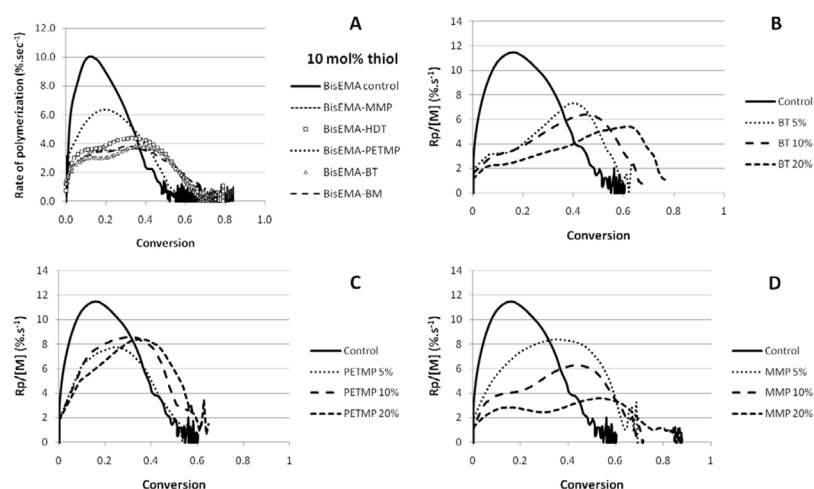 A
12.0
10.0
8.0
6.0
4.0
2.0
0.0
0.0
0.2
0.4
0.6
0.8
1.0
Rate of polymerization (%.sec⁻¹)
Conversion
10 mol% thiol
BisEMA control
BisEMA-MMP
BisEMA-HDT
BisEMA-PETMP
BisEMA-BT
BisEMA-BM
B
14
12
10
8
6
4
2
0
0
0.2
0.4
0.6
0.8
1
Rp/[M] (%.s⁻¹)
Conversion
Control
BT 5%
BT 10%
BT 20%
C
14
12
10
8
6
4
2
0
0
0.2
0.4
0.6
0.8
1
Rp/[M] (%.s⁻¹)
Conversion
Control
PETMP 5%
PETMP 10%
PETMP 20%
D
14
12
10
8
6
4
2
0
0
0.2
0.4
0.6
0.8
1
Rp/[M] (%.s⁻¹)
Conversion
Control
MMP 5%
MMP 10%
MMP 20%